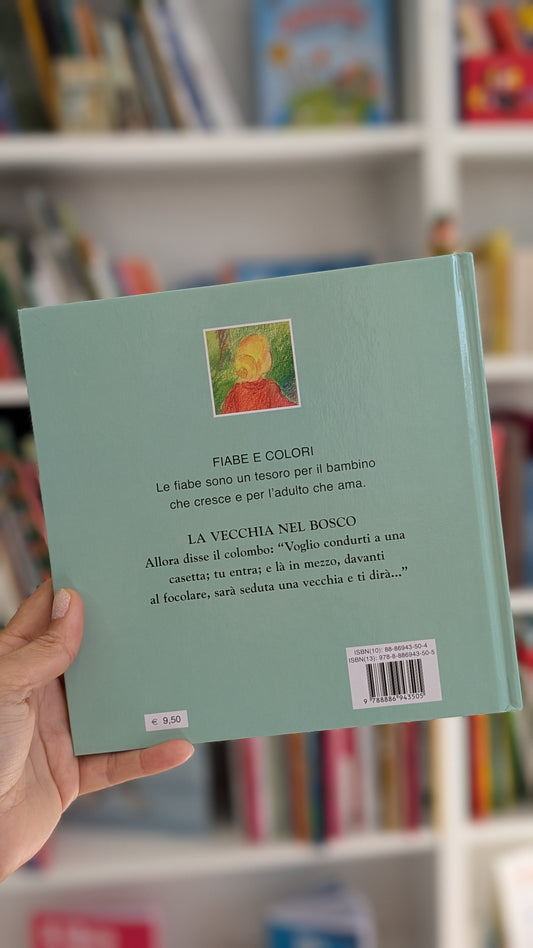 FIABE E COLORI
Le fiabe sono un tesoro per il bambino
che cresce e per l'adulto che ama.
LA VECCHIA NEL BOSCO
Allora disse il colombo: “Voglio condurti a una
casetta; tu entra; e là in mezzo, davanti
al focolare, sarà seduta una vecchia e ti dirà...”
ISBN(10): 88-86943-50-4
ISBN(13): 978-8-886943-50-5
9 788886 943505
€ 9,50